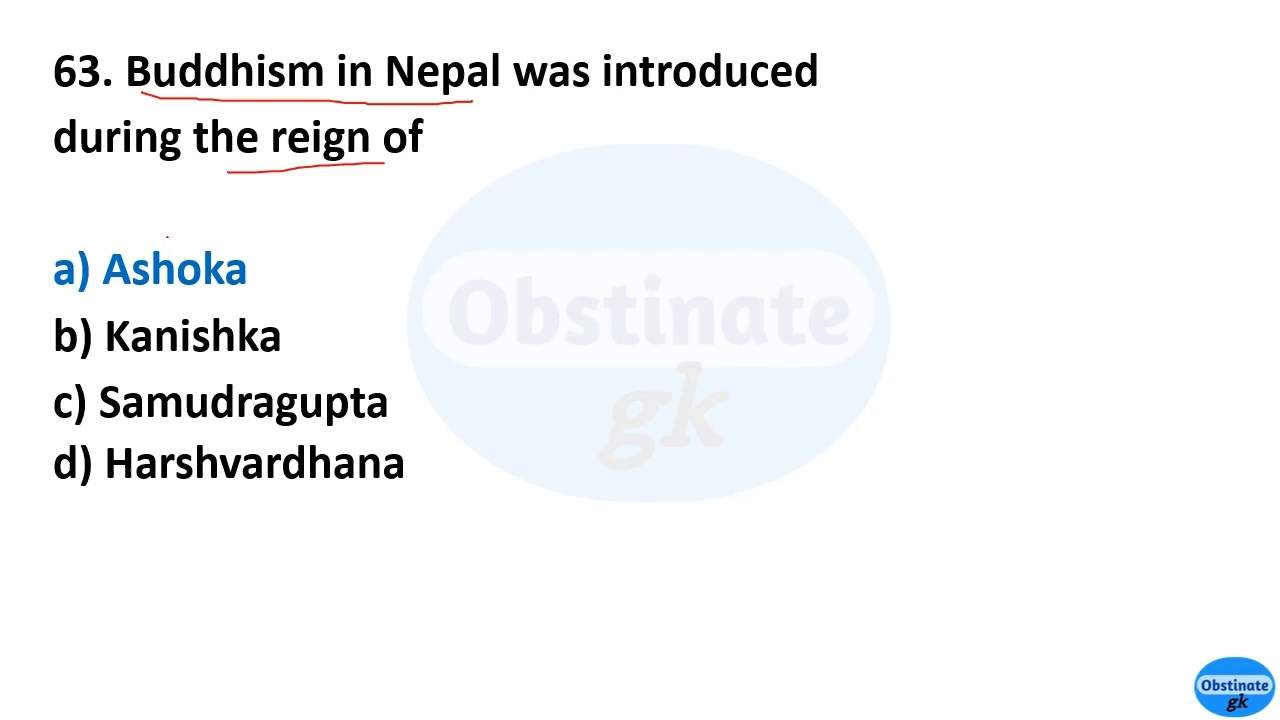 63. Buddhism in Nepal was introduced
during the reign of
a) Ashoka
b) Kanishka
c) Samudragupta
d) Harshvardhana
Obstinate
gk
Obstinate
gk